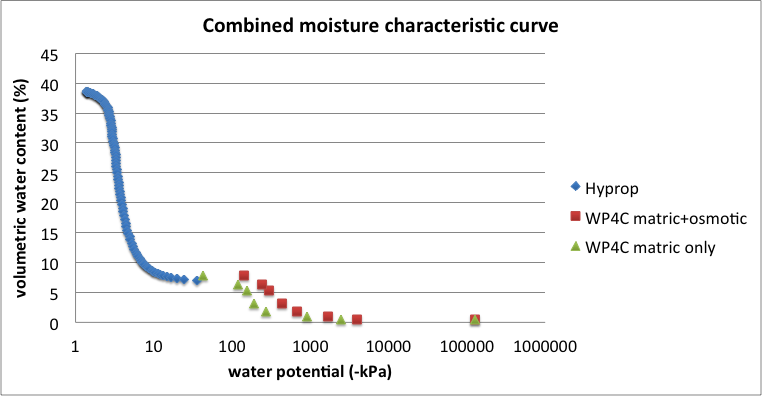 Combined moisture characteristic curve
volumetric water content (%)
45
40
35
30
25
20
15
10
5
0
1 10 100 1000 10000 100000 1000000
water potential (-kPa)
Hyprop
WP4C matric+osmotic
WP4C matric only